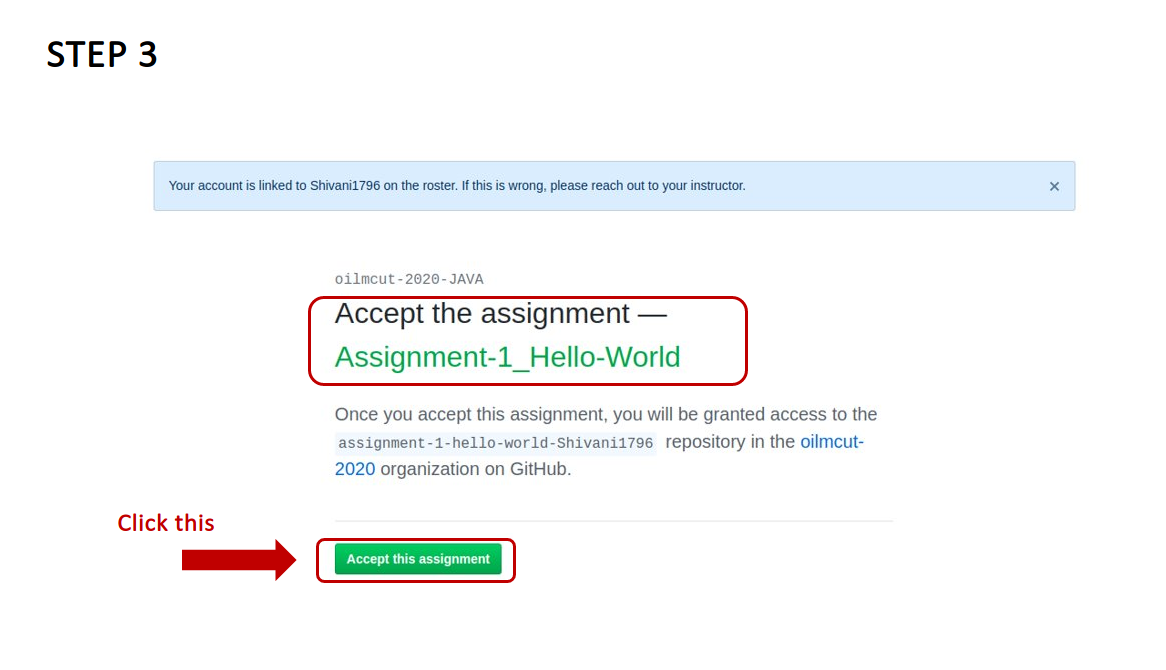 STEP 3
Your account is linked to Shivani1796 on the roster. If this is wrong, please reach out to your instructor. ×
oilmcut-2020-JAVA
Accept the assignment —
Assignment-1_Hello-World
Once you accept this assignment, you will be granted access to the
assignment-1-hello-world-Shivani1796 repository in the oilmcut-
2020 organization on GitHub.
Click this
Accept this assignment